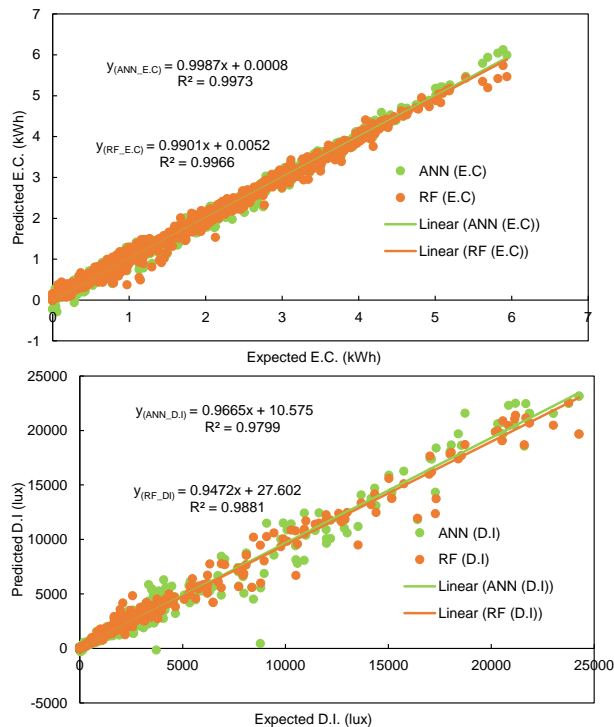 7
6
5
4
3
2
1
0
-1
Predicted E.C. (kWh)
y(ANN_E.C) = 0.9987x + 0.0008
R² = 0.9973
y(RF_E.C) = 0.9901x + 0.0052
R² = 0.9966
ANN (E.C)
RF (E.C)
Linear (ANN (E.C))
Linear (RF (E.C))
0 1 2 3 4 5 6 7
Expected E.C. (kWh)
25000
20000
15000
10000
5000
0
-5000
Predicted D.I (lux)
y(ANN_D.I) = 0.9665x + 10.575
R² = 0.9799
y(RF_DI) = 0.9472x + 27.602
R² = 0.9881
ANN (D.I)
RF (D.I)
Linear (ANN (D.I))
Linear (RF (D.I))
0 5000 10000 15000 20000 25000
Expected D.I. (lux)